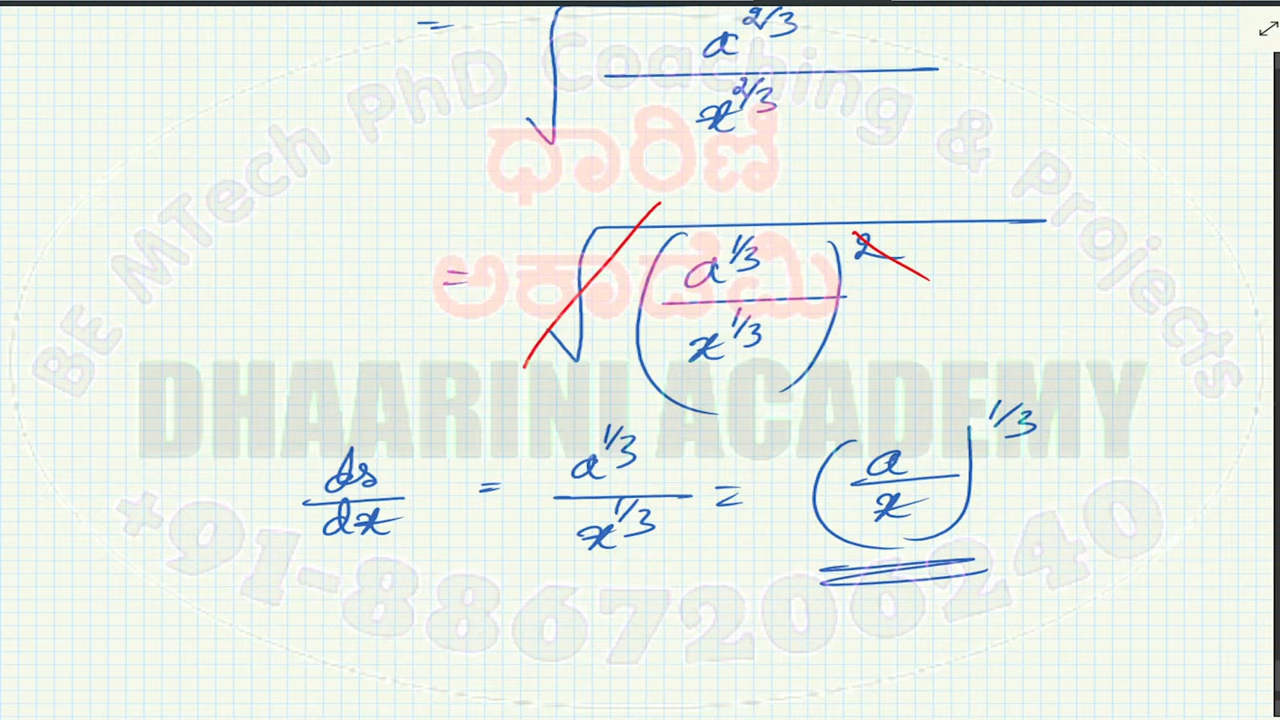 = √(a^2/3 / x^2/3)
= √((a^1/3 / x^1/3)^2)
ds/dx = a^1/3 / x^1/3 = (a/x)^1/3
BE MTech PhD Coaching & Projects
ಧಾರಿಣಿ
ಅಕಾಡೆಮಿ
DHAARINI ACADEMY
+91-8867206240